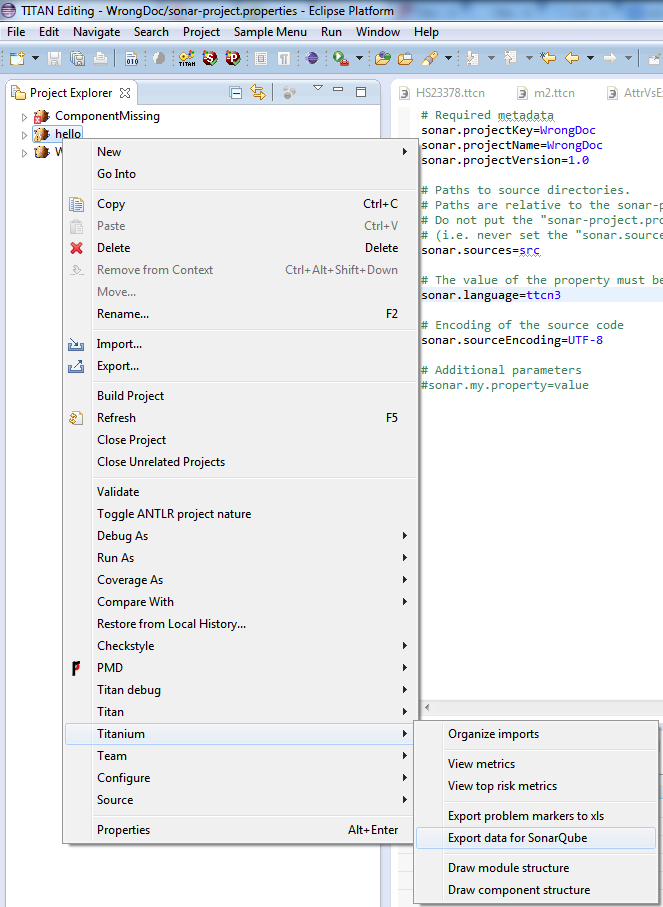 TITAN Editing - WrongDoc/sonar-project.properties - Eclipse Platform
File Edit Navigate Search Project Sample Menu Run Window Help
010 TITAN
Project Explorer
HS23378.ttcn m2.ttcn
ComponentMissing
hello
# Required metadata
sonar.projectKey=WrongDoc
sonar.projectName=WrongDoc
sonar.projectVersion=1.0
# Paths to source directories.
# Paths are relative to the
# Do not put the
# (i.e. never set the
sonar.sources=src
# The value of the property must be
sonar.language=ttcn3
# Encoding of the source code
sonar.sourceEncoding=UTF-8
# Additional parameters
#sonar.my.property=value
New
Go Into
Copy Ctrl+C
Paste Ctrl+V
Delete Delete
Remove from Context Ctrl+Alt+Shift+Down
Move...
Rename... F2
Import...
Export...
Build Project
Refresh F5
Close Project
Close Unrelated Projects
Validate
Toggle ANTLR project nature
Debug As
Run As
Coverage As
Compare With
Restore from Local History...
Checkstyle
PMD
Titan debug
Titan
Titanium
Team
Configure
Source
Properties Alt+Enter
Organize imports
View metrics
View top risk metrics
Export problem markers to xls
Export data for SonarQube
Draw module structure
Draw component structure